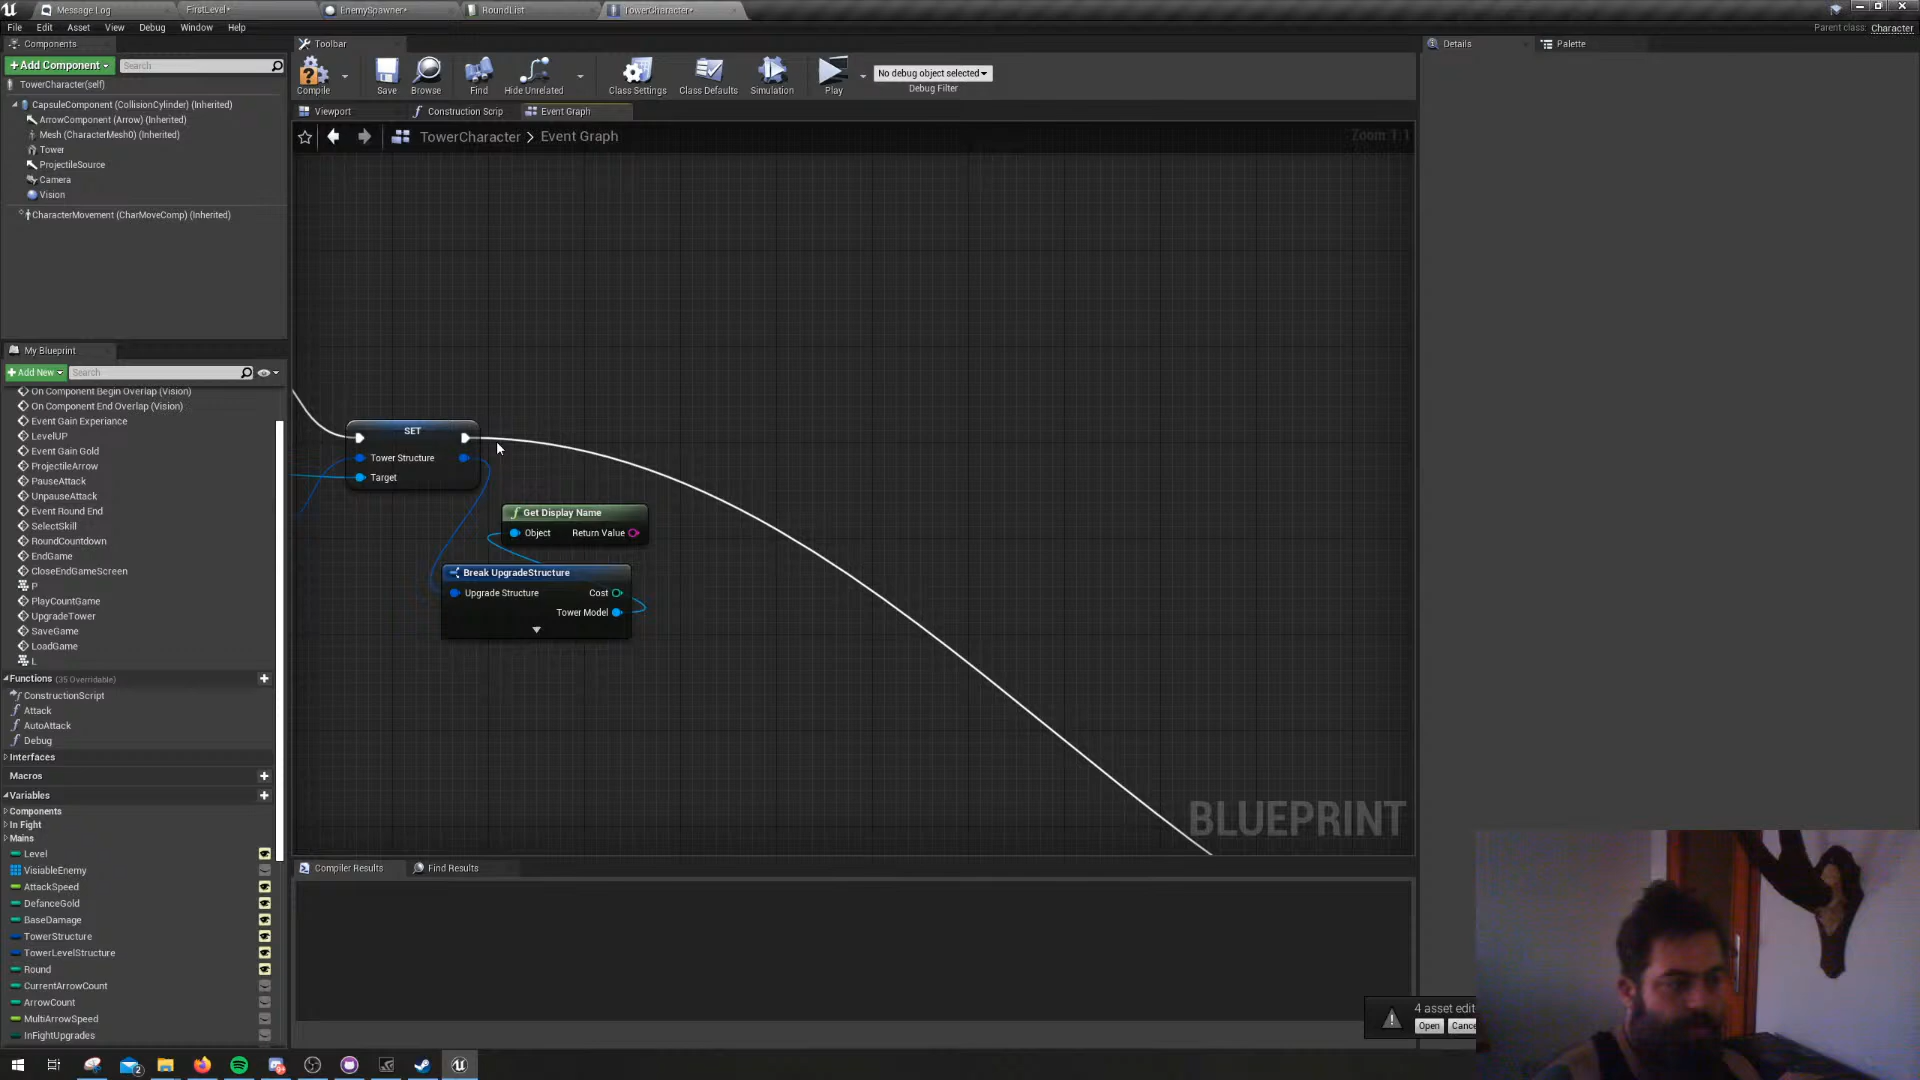 Message Log
FirstLevel*
EnemySpawner*
RoundList
TowerCharacter*
File
Edit
Asset
View
Debug
Window
Help
Parent class: Character
Components
Toolbar
Details
Palette
+Add Component
Search
TowerCharacter(self)
CapsuleComponent (CollisionCylinder) (Inherited)
ArrowComponent (Arrow) (Inherited)
Mesh (CharacterMesh0) (Inherited)
Tower
ProjectileSource
Camera
Vision
CharacterMovement (CharMoveComp) (Inherited)
Compile
Save
Browse
Find
Hide Unrelated
Class Settings
Class Defaults
Simulation
Play
No debug object selected
Debug Filter
Viewport
Construction Scrip
Event Graph
TowerCharacter > Event Graph
Zoom 1:1
My Blueprint
+Add New
Search
On Component Begin Overlap (Vision)
On Component End Overlap (Vision)
Event Gain Experience
LevelUP
Event Gain Gold
ProjectileArrow
PauseAttack
UnpauseAttack
Event Round End
SelectSkill
RoundCountdown
EndGame
CloseEndGameScreen
P
PlayCountGame
UpgradeTower
SaveGame
LoadGame
L
Functions (35 Overridable)
ConstructionScript
Attack
AutoAttack
Debug
Interfaces
Macros
Variables
Components
In Fight
Mains
Level
VisiableEnemy
AttackSpeed
DefanceGold
BaseDamage
TowerStructure
TowerLevelStructure
Round
CurrentArrowCount
ArrowCount
MultiArrowSpeed
InFightUpgrades
SET
Tower Structure
Target
Get Display Name
Object
Return Value
Break UpgradeStructure
Upgrade Structure
Cost
Tower Model
BLUEPRINT
Compiler Results
Find Results
4 asset edit
Open
Cance
2